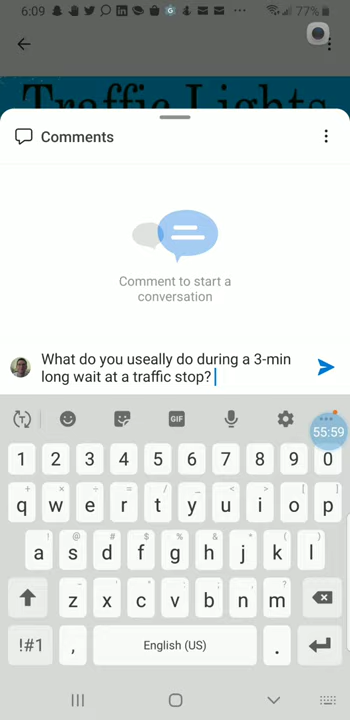 6:09
77%
Traffic Lights
Comments
Comment to start a
conversation
What do you useally do during a 3-min
long wait at a traffic stop?
GIF
55:59
1 2 3 4 5 6 7 8 9 0
+ × ÷ = / _ < > [ ]
q w e r t y u i o p
! @ # $ % ^ & * ( )
a s d f g h j k l
- ' " : ; , ?
z x c v b n m
!#1 , English (US) .